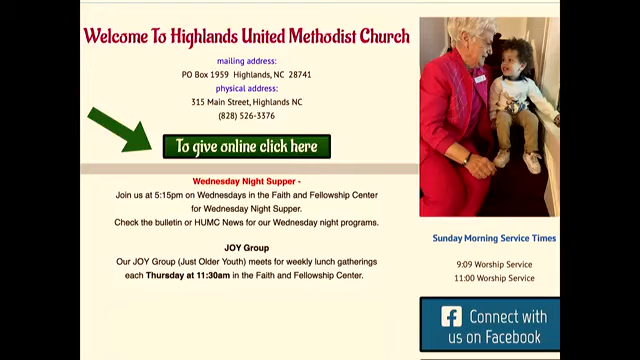 Welcome To Highlands United Methodist Church
mailing address:
PO Box 1959 Highlands, NC 28741
physical address:
315 Main Street, Highlands NC
(828) 526-3376
To give online click here
Wednesday Night Supper -
Join us at 5:15pm on Wednesdays in the Faith and Fellowship Center
for Wednesday Night Supper.
Check the bulletin or HUMC News for our Wednesday night programs.
JOY Group
Our JOY Group (Just Older Youth) meets for weekly lunch gatherings
each Thursday at 11:30am in the Faith and Fellowship Center.
Sunday Morning Service Times
9:09 Worship Service
11:00 Worship Service
Connect with
us on Facebook